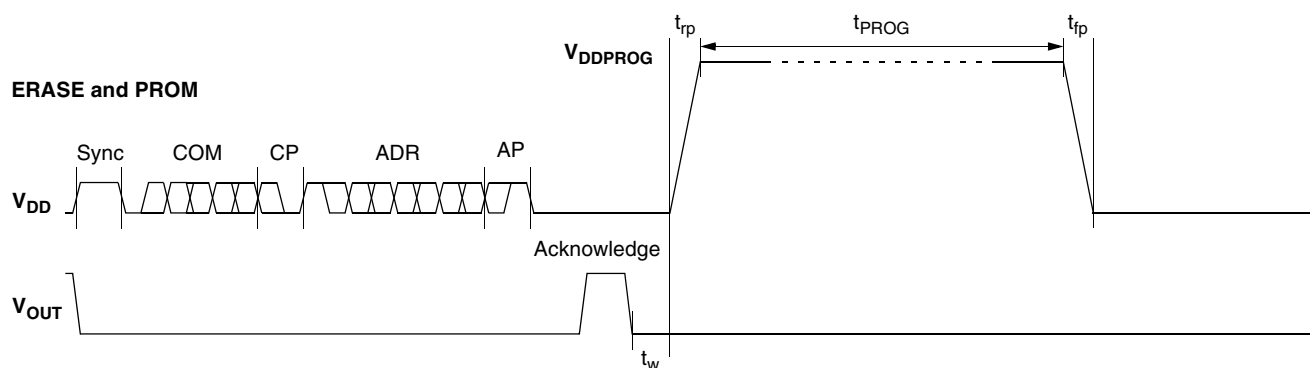 t_rp t_PROG t_fp
V_DDPROG
ERASE and PROM
Sync COM CP ADR AP
V_DD
Acknowledge
V_OUT
t_w